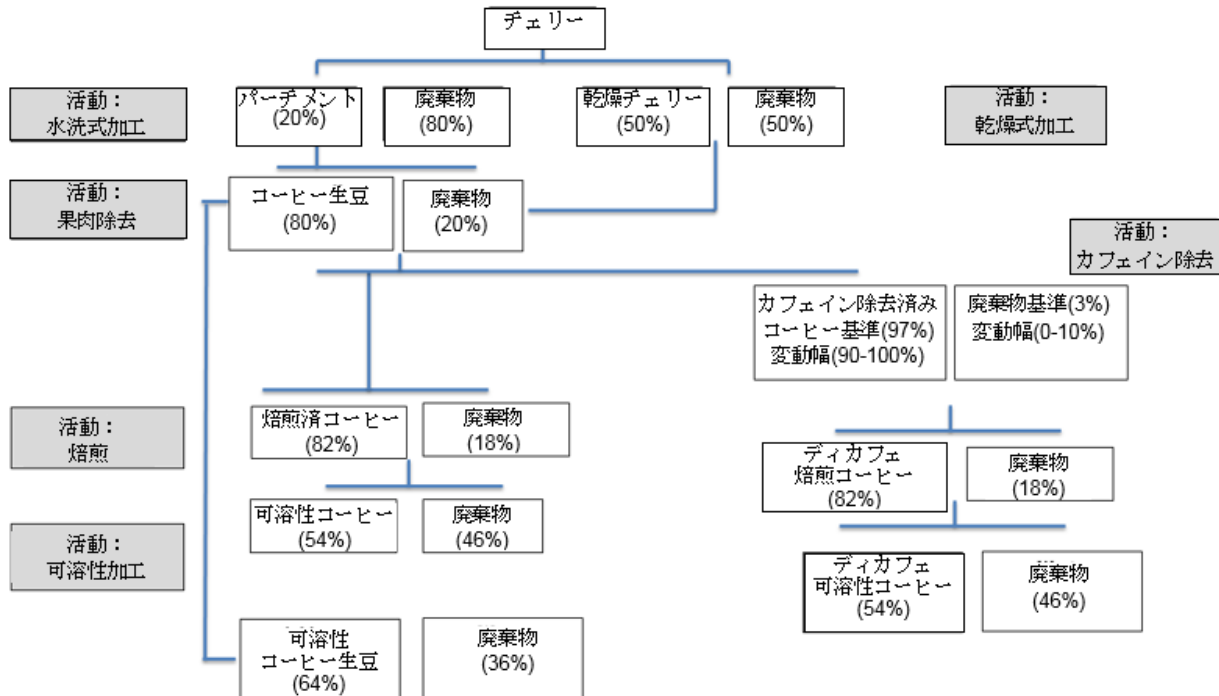 チェリー
活動：
水洗式加工
パーチメント
(20%)
廃棄物
(80%)
乾燥チェリー
(50%)
廃棄物
(50%)
活動：
乾燥式加工
活動：
果肉除去
コーヒー生豆
(80%)
廃棄物
(20%)
活動：
カフェイン除去
カフェイン除去済み
コーヒー基準(97%)
変動幅(90-100%)
廃棄物基準(3%)
変動幅(0-10%)
活動：
焙煎
焙煎済コーヒー
(82%)
廃棄物
(18%)
ディカフェ
焙煎コーヒー
(82%)
廃棄物
(18%)
活動：
可溶性加工
可溶性コーヒー
(54%)
廃棄物
(46%)
ディカフェ
可溶性コーヒー
(54%)
廃棄物
(46%)
可溶性
コーヒー生豆
(64%)
廃棄物
(36%)